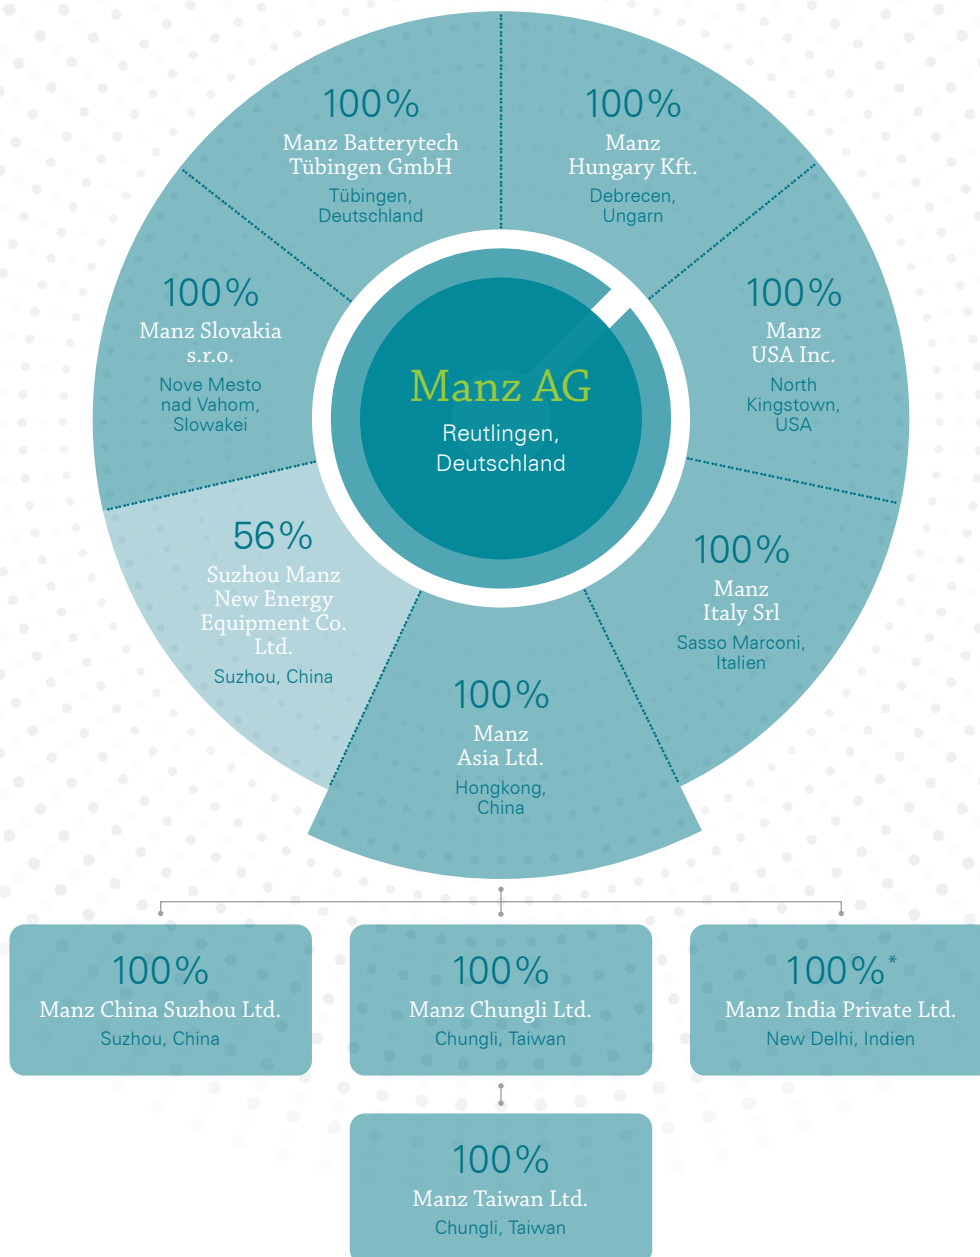 100%
Manz Batterytech
Tübingen GmbH
Tübingen,
Deutschland
100%
Manz
Hungary Kft.
Debrecen,
Ungarn
100%
Manz Slovakia
s.r.o.
Nove Mesto
nad Vahom,
Slowakei
100%
Manz
USA Inc.
North
Kingstown,
USA
Manz AG
Reutlingen,
Deutschland
56%
Suzhou Manz
New Energy
Equipment Co.
Ltd.
Suzhou, China
100%
Manz
Italy Srl
Sasso Marconi,
Italien
100%
Manz
Asia Ltd.
Hongkong,
China
100%
Manz China Suzhou Ltd.
Suzhou, China
100%
Manz Chungli Ltd.
Chungli, Taiwan
100%*
Manz India Private Ltd.
New Delhi, Indien
100%
Manz Taiwan Ltd.
Chungli, Taiwan